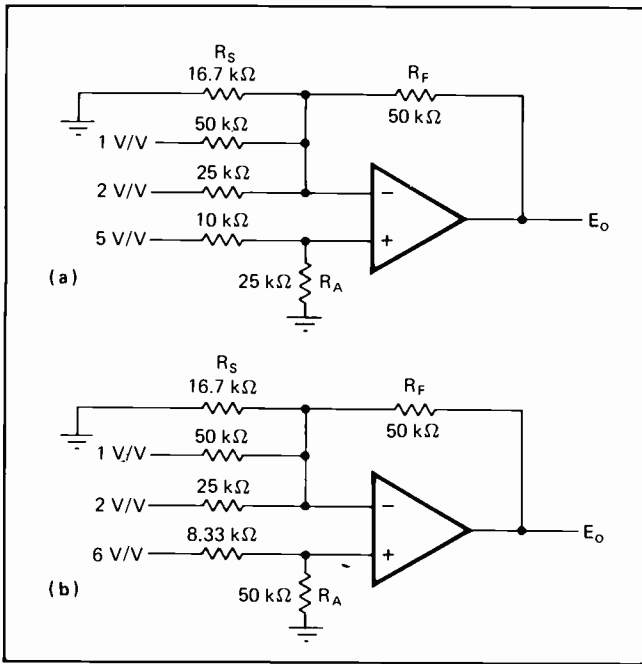 R_S
16.7 kΩ
R_F
50 kΩ
50 kΩ
1 V/V
25 kΩ
2 V/V
10 kΩ
5 V/V
E_o
(a)
25 kΩ R_A
R_S
16.7 kΩ
R_F
50 kΩ
50 kΩ
1 V/V
25 kΩ
2 V/V
8.33 kΩ
6 V/V
E_o
(b)
50 kΩ R_A